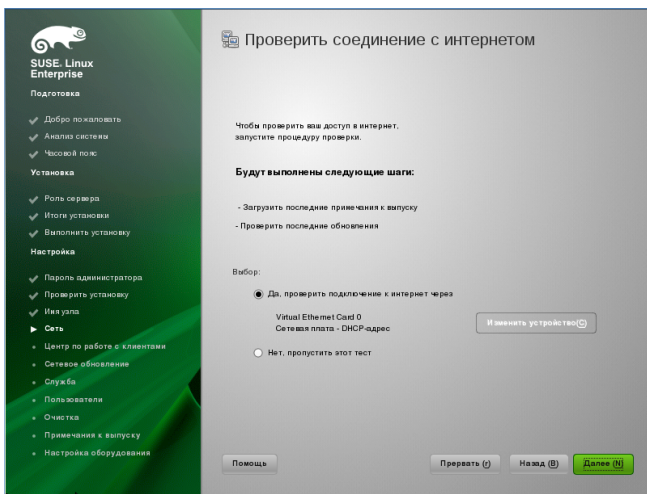 SUSE. Linux
Enterprise
Подготовка
Добро пожаловать
Анализ системы
Часовой пояс
Установка
Роль сервера
Итоги установки
Выполнить установку
Настройка
Пароль администратора
Проверить установку
Имя узла
Сеть
Центр по работе с клиентами
Сетевое обновление
Служба
Пользователи
Очистка
Примечания к выпуску
Настройка оборудования
Проверить соединение с интернетом
Чтобы проверить ваш доступ в интернет,
запустите процедуру проверки.
Будут выполнены следующие шаги:
- Загрузить последние примечания к выпуску
- Проверить последние обновления
Выбор:
Да, проверить подключение к интернет через
Virtual Ethernet Card 0
Сетевая плата - DHCP-адрес
Изменить устройство(C)
Нет, пропустить этот тест
Помощь
Прервать (r)
Назад (B)
Далее (N)